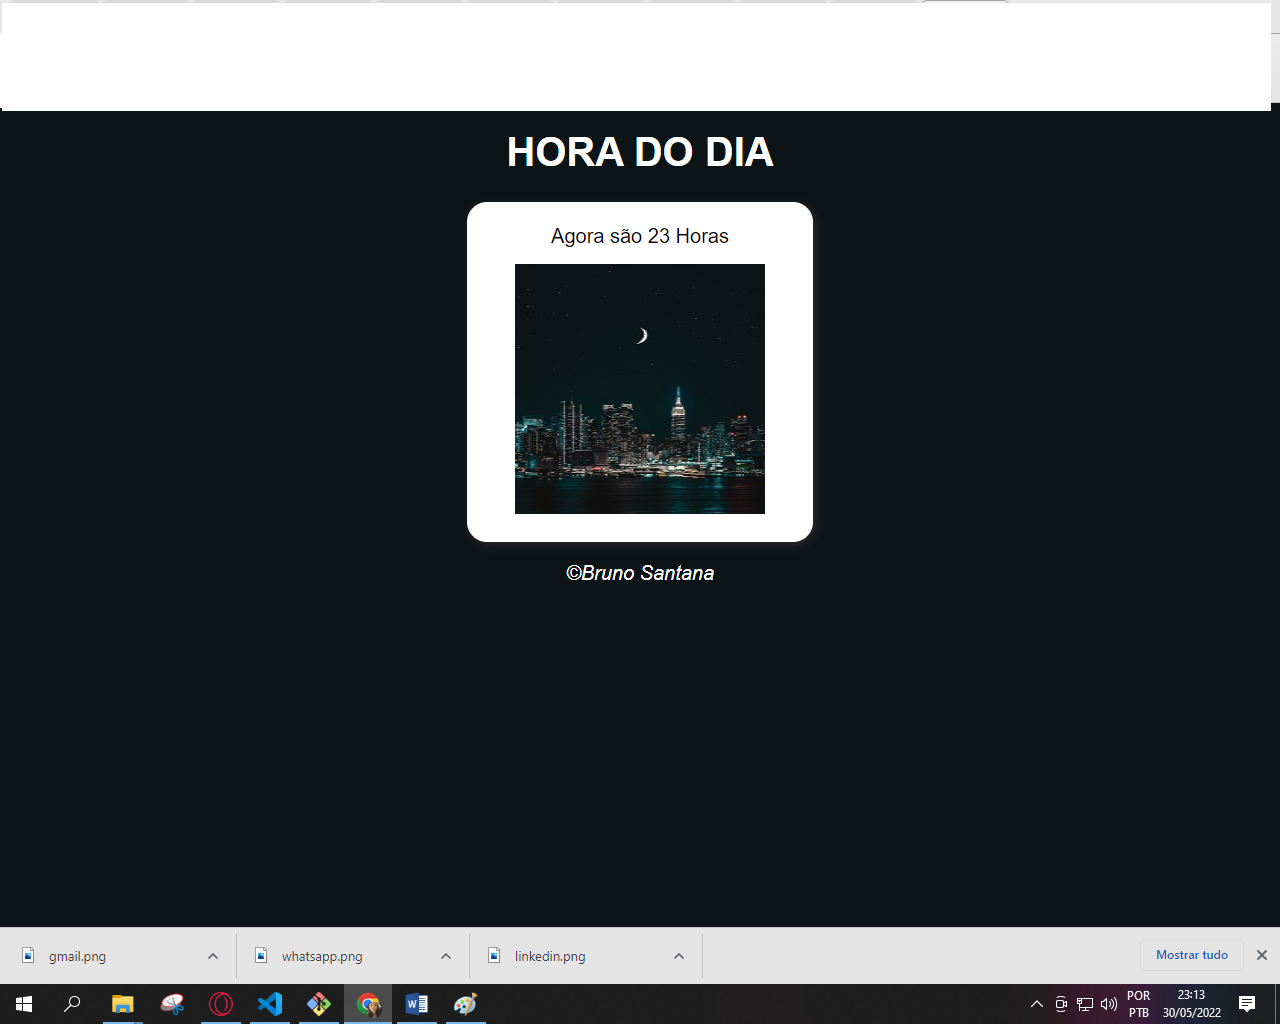 HORA DO DIA
Agora são 23 Horas
©Bruno Santana
gmail.png
whatsapp.png
linkedin.png
Mostrar tudo
POR
PTB
23:13
30/05/2022